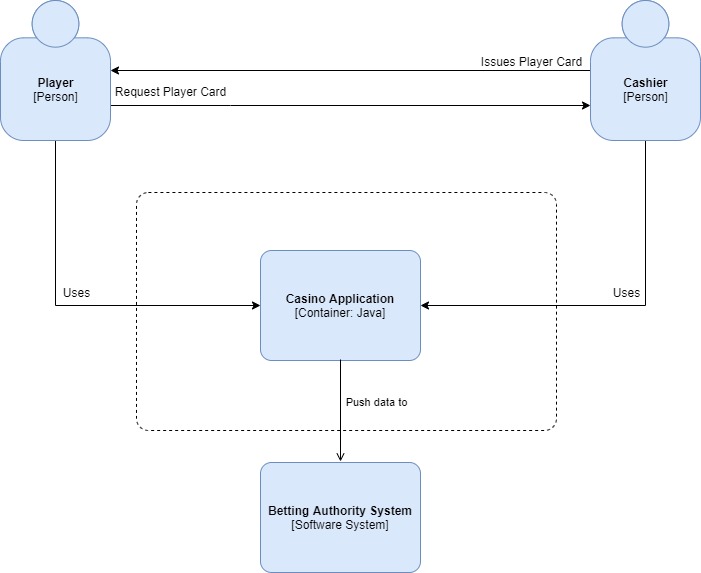 Issues Player Card
Player
[Person]
Cashier
[Person]
Request Player Card
Uses
Uses
Casino Application
[Container: Java]
Push data to
Betting Authority System
[Software System]